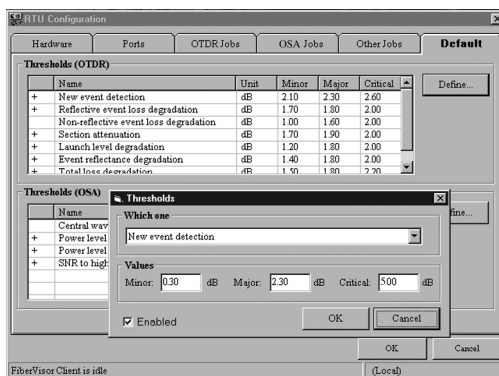 RTU Configuration
Hardware Ports OTDR Jobs OSA Jobs Other Jobs Default
Thresholds (OTDR)
Name Unit Minor Major Critical
+ New event detection dB 2.10 2.30 2.60
+ Reflective event loss degradation dB 1.70 1.80 2.00
Non-reflective event loss degradation dB 1.00 1.60 2.00
+ Section attenuation dB 1.70 1.90 2.00
+ Launch level degradation dB 1.20 1.80 2.00
+ Event reflectance degradation dB 1.40 1.80 2.00
+ Total loss degradation dB 1.50 1.80 2.20
Define...
Thresholds (OSA)
Name
Central wav
+ Power level
+ Power level
+ SNR to high
fine...
Thresholds
Which one
New event detection
Values
Minor: 0.30 dB Major: 2.30 dB Critical: 5.00 dB
Enabled
OK Cancel
OK Cancel
FiberVisor Client is idle (Local)